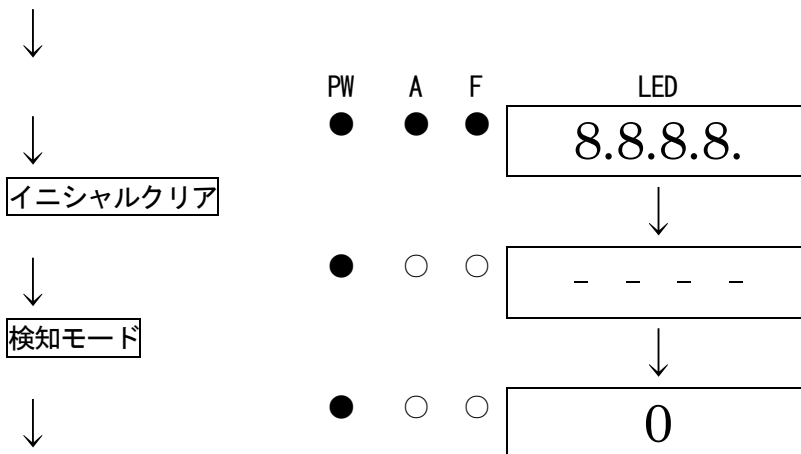 PW A F LED
● ● ● 8.8.8.8.
イニシャルクリア
● ○ ○ - - - -
検知モード
● ○ ○ 0